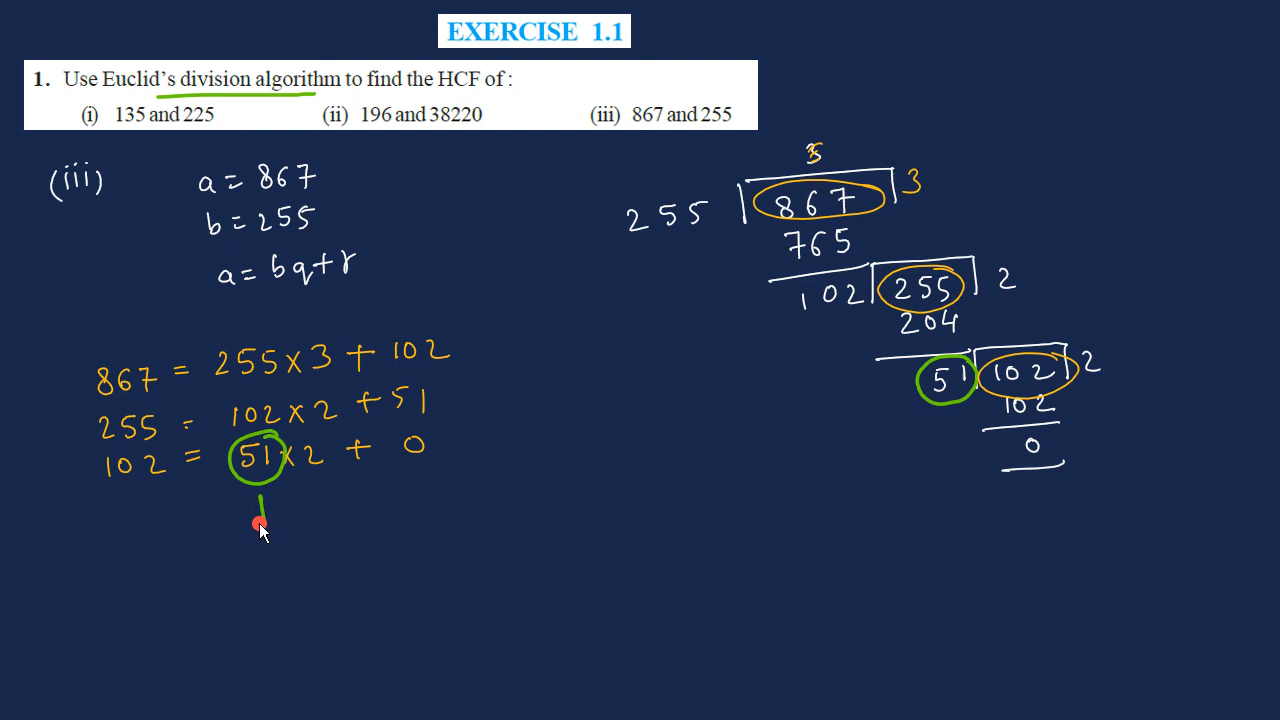 EXERCISE 1.1
1. Use Euclid's division algorithm to find the HCF of :
(i) 135 and 225 (ii) 196 and 38220 (iii) 867 and 255
(iii) a = 867
b = 255
a = bq + r
867 = 255 × 3 + 102
255 = 102 × 2 + 51
102 = 51 × 2 + 0
255 867 3
765
102 255 2
204
51 102 2
102
0